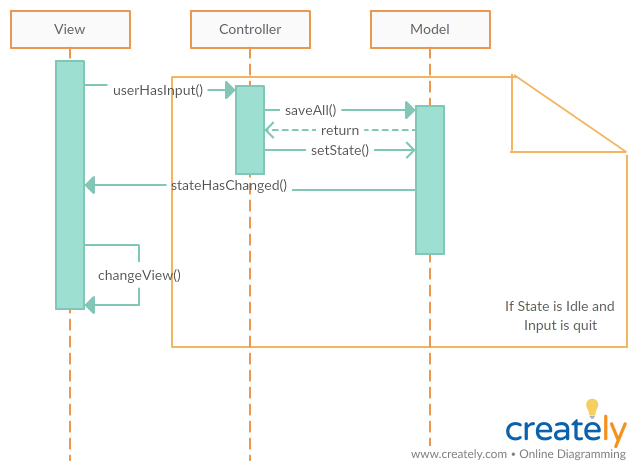 View
Controller
Model
userHasInput()
saveAll()
return
setState()
stateHasChanged()
changeView()
If State is Idle and
Input is quit
creately
www.creately.com • Online Diagramming